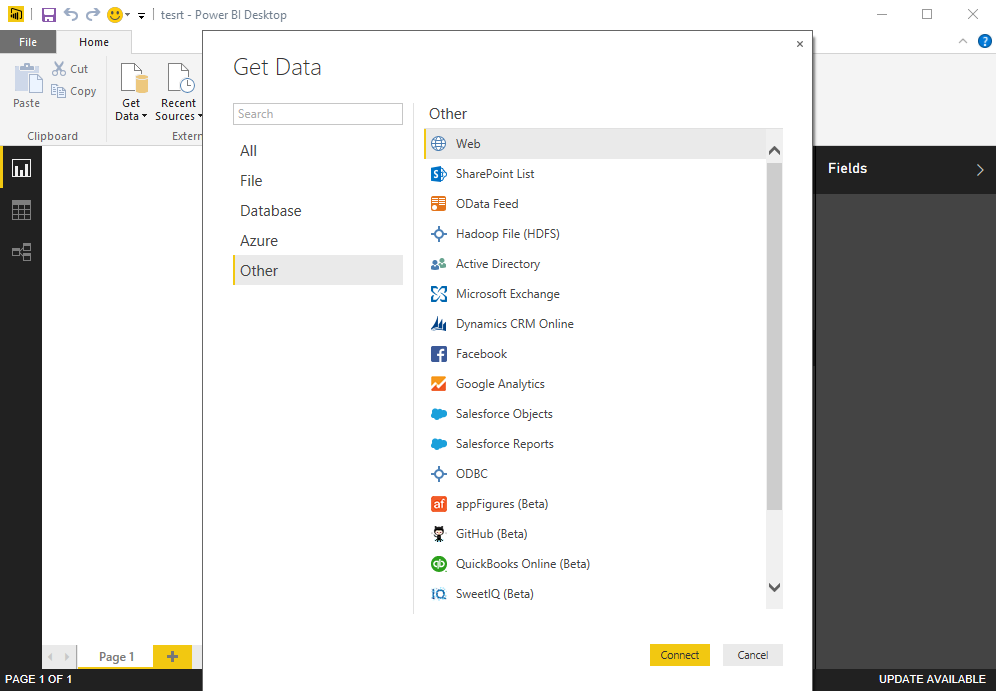 tesrt - Power BI Desktop
File
Home
Paste
Cut
Copy
Clipboard
Get
Data
Recent
Sources
Extern
Get Data
Search
All
File
Database
Azure
Other
Other
Web
SharePoint List
OData Feed
Hadoop File (HDFS)
Active Directory
Microsoft Exchange
Dynamics CRM Online
Facebook
Google Analytics
Salesforce Objects
Salesforce Reports
ODBC
af
appFigures (Beta)
GitHub (Beta)
qb
QuickBooks Online (Beta)
IQ
SweetIQ (Beta)
Connect
Cancel
Fields
Page 1
PAGE 1 OF 1
UPDATE AVAILABLE